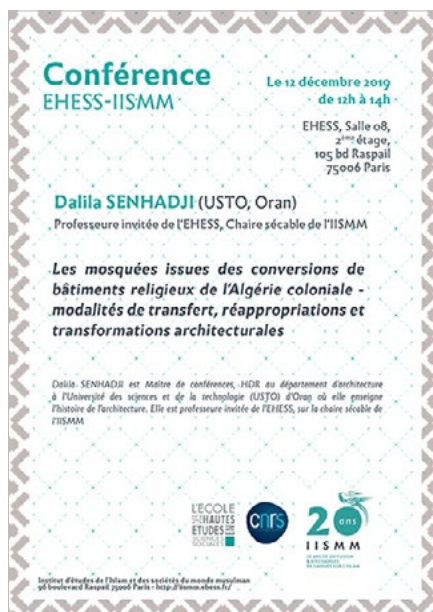 Conférence
EHESS-IISMM
Le 12 décembre 2019
de 12h à 14h
EHESS, Salle 08,
2ème étage,
105 bd Raspail
75006 Paris
Dalila SENHADJI (USTO, Oran)
Professeure invitée de l'EHESS, Chaire sécable de l'IISMM
Les mosquées issues des conversions de
bâtiments religieux de l'Algérie coloniale -
modalités de transfert, réappropriations et
transformations architecturales
Dalila SENHADJI est Maître de conférences, HDR au département d'architecture
à l'Université des sciences et de la technologie (USTO) d'Oran où elle enseigne
l'histoire de l'architecture. Elle est professeure invitée de l'EHESS, sur la chaire sécable de
l'IISMM
L'ÉCOLE
DES HAUTES
ETUDES EN
SCIENCES
SOCIALES
cnrs
20 ans
IISMM
Institut d'études de l'Islam et des sociétés du monde musulman
96 boulevard Raspail 75006 Paris - http://iismm.ehess.fr/